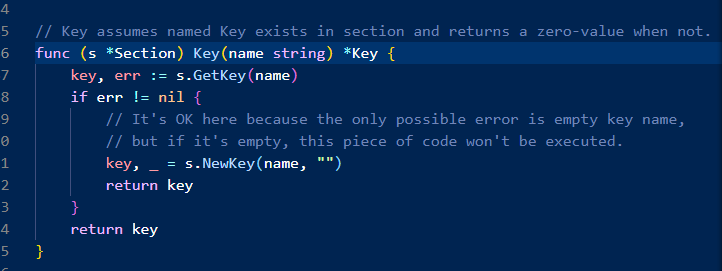 4
5 // Key assumes named Key exists in section and returns a zero-value when not.
6 func (s *Section) Key(name string) *Key {
7     key, err := s.GetKey(name)
8     if err != nil {
9         // It's OK here because the only possible error is empty key name,
0         // but if it's empty, this piece of code won't be executed.
1         key, _ = s.NewKey(name, "")
2         return key
3     }
4     return key
5 }